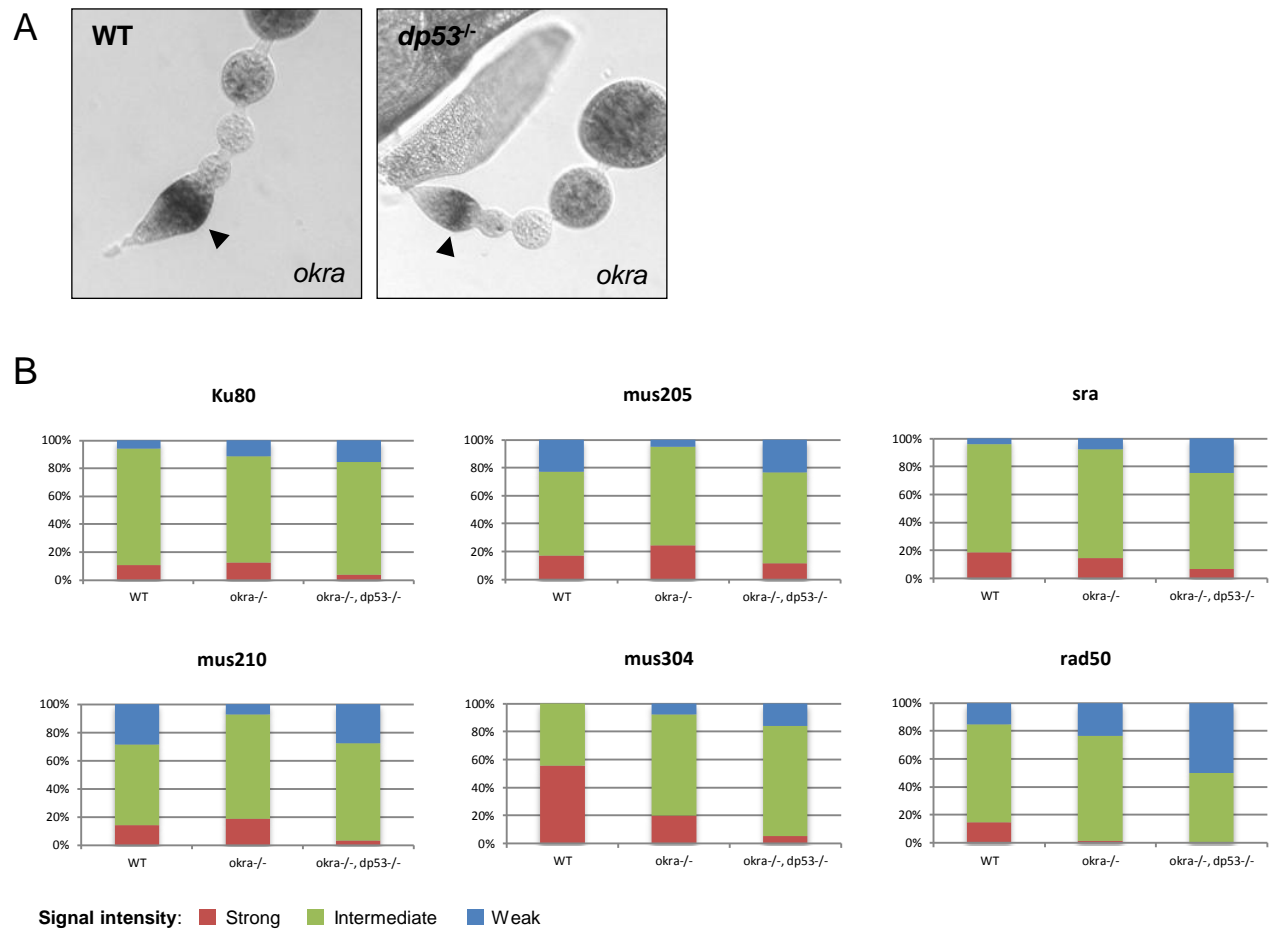 A
WT
okra
dp53-/-
okra
B
Ku80
100%
80%
60%
40%
20%
0%
WT okra-/- okra-/-, dp53-/-
mus205
100%
80%
60%
40%
20%
0%
WT okra-/- okra-/-, dp53-/-
sra
100%
80%
60%
40%
20%
0%
WT okra-/- okra-/-, dp53-/-
mus210
100%
80%
60%
40%
20%
0%
WT okra-/- okra-/-, dp53-/-
mus304
100%
80%
60%
40%
20%
0%
WT okra-/- okra-/-, dp53-/-
rad50
100%
80%
60%
40%
20%
0%
WT okra-/- okra-/-, dp53-/-
Signal intensity: Strong Intermediate Weak